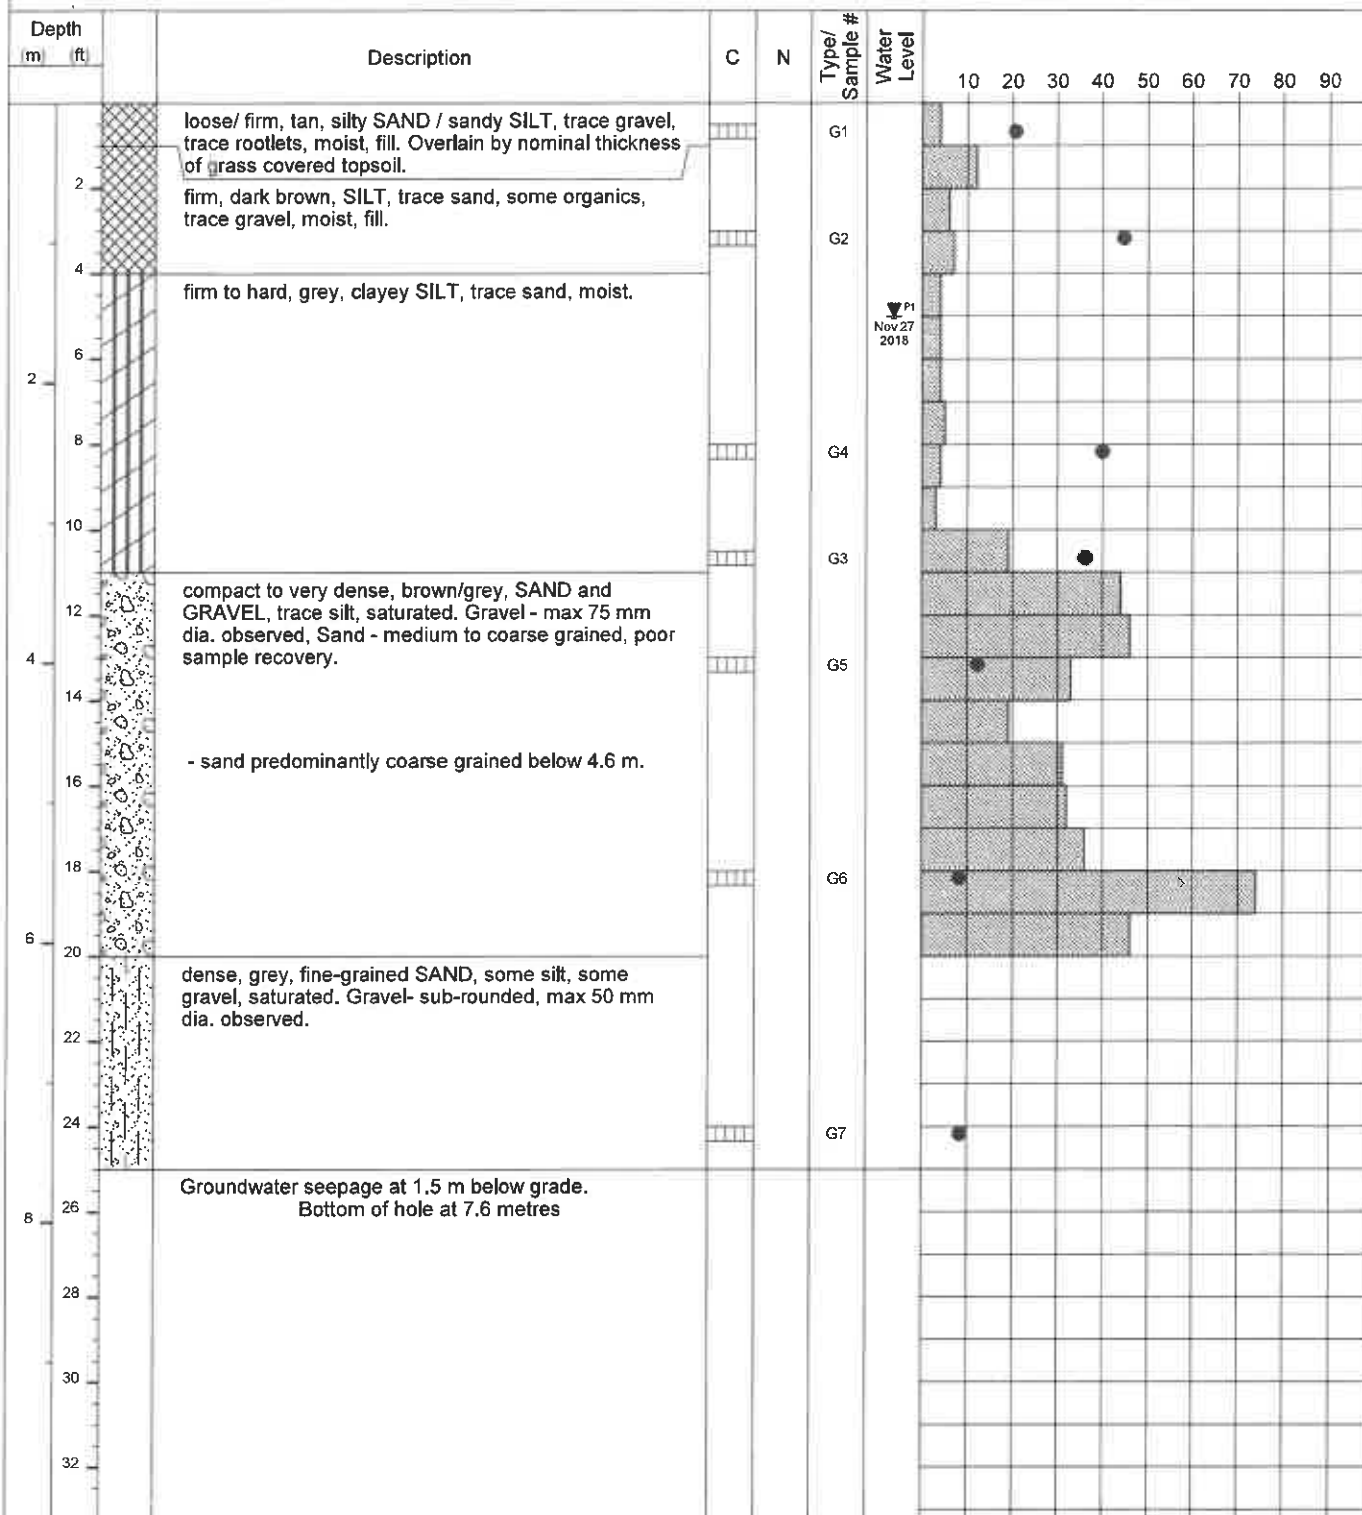 Depth
(m) (ft)
Description
C
N
Type/
Sample #
Water
Level
10 20 30 40 50 60 70 80 90
loose/ firm, tan, silty SAND / sandy SILT, trace gravel,
trace rootlets, moist, fill. Overlain by nominal thickness
of grass covered topsoil.
G1
2
firm, dark brown, SILT, trace sand, some organics,
trace gravel, moist, fill.
G2
4
firm to hard, grey, clayey SILT, trace sand, moist.
P1
Nov 27
2018
6
2
8
G4
10
G3
compact to very dense, brown/grey, SAND and
GRAVEL, trace silt, saturated. Gravel - max 75 mm
dia. observed, Sand - medium to coarse grained, poor
sample recovery.
12
4
G5
14
- sand predominantly coarse grained below 4.6 m.
16
18
G6
6
20
dense, grey, fine-grained SAND, some silt, some
gravel, saturated. Gravel- sub-rounded, max 50 mm
dia. observed.
22
24
G7
Groundwater seepage at 1.5 m below grade.
Bottom of hole at 7.6 metres
26
8
28
30
32